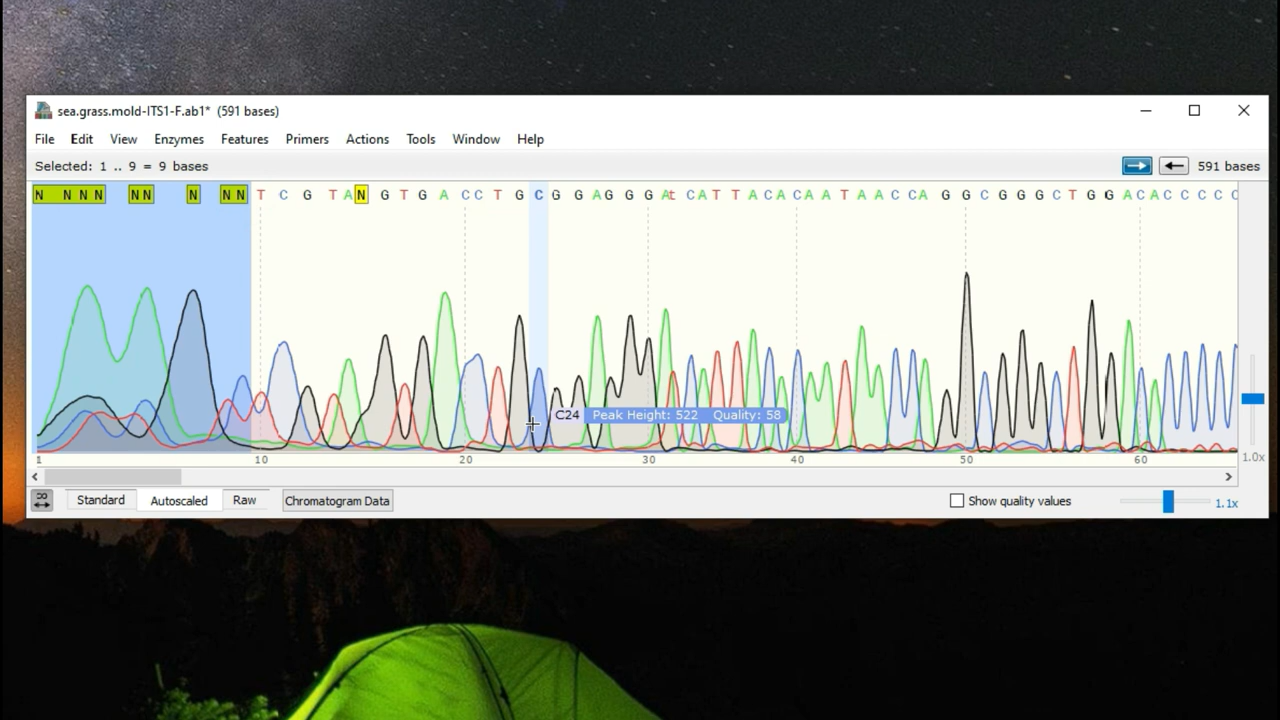 sea.grass.mold-ITS1-F.ab1* (591 bases)
File Edit View Enzymes Features Primers Actions Tools Window Help
Selected: 1 .. 9 = 9 bases 591 bases
N N N N N N N N N T C G T A N G T G A C C T G C G G A G G G A t C A T T A C A C A A T A A C C A G G C G G G C T G G A C A C C C C C
C24 Peak Height: 522 Quality: 58
1 10 20 30 40 50 60 1.0x
Standard Autoscaled Raw Chromatogram Data Show quality values 1.1x